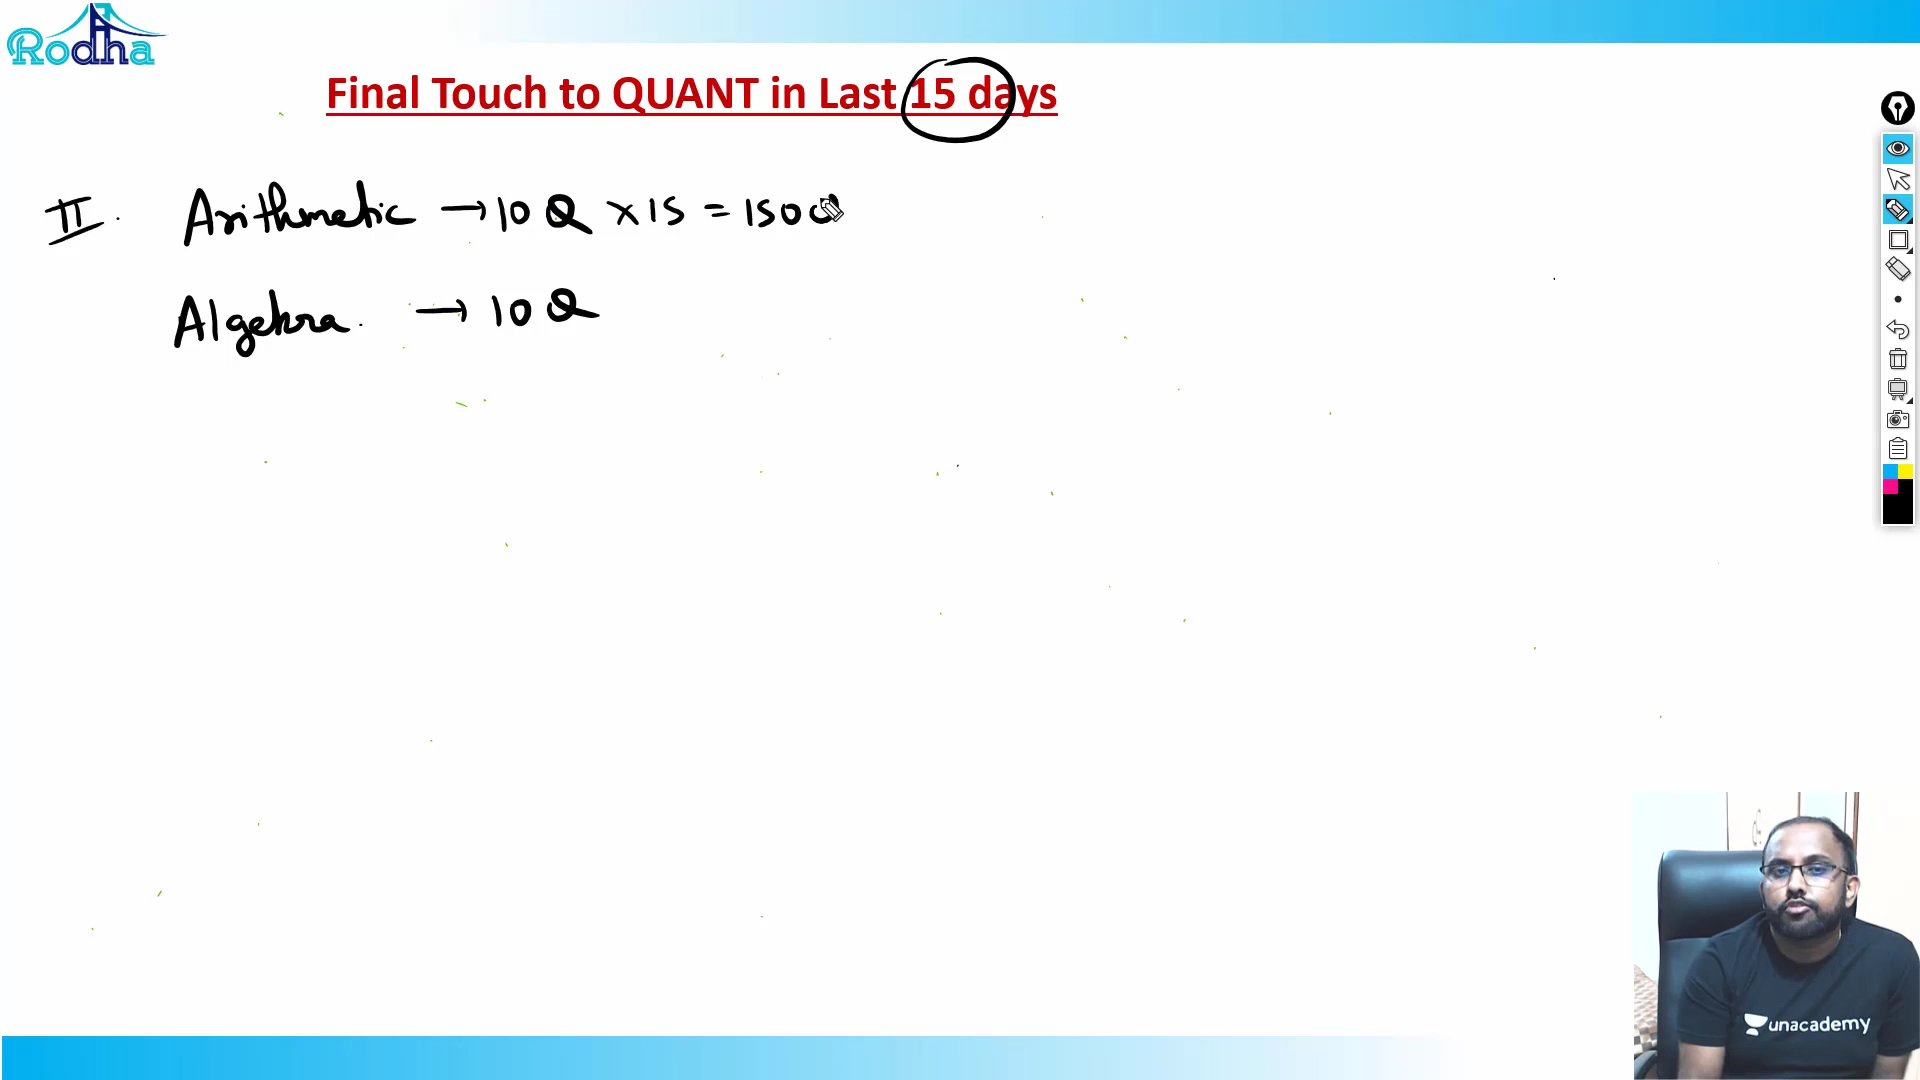 Rodha
Final Touch to QUANT in Last 15 days
II. Arithmetic → 10 Q × 15 = 150 Q
Algebra. → 10 Q
unacademy